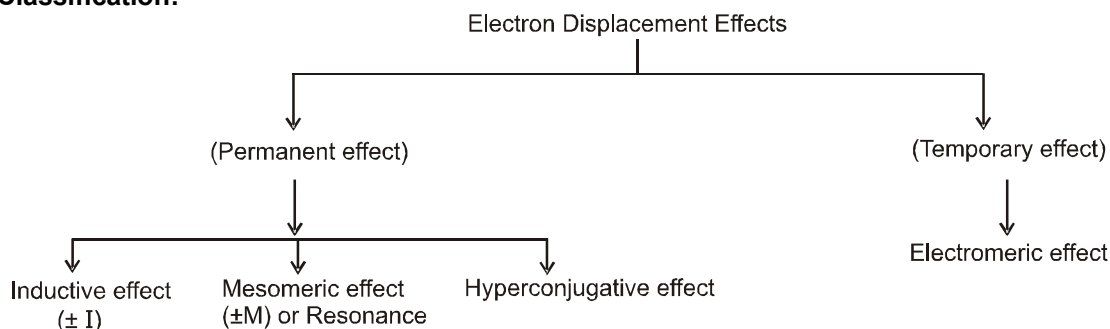 Classification:
Electron Displacement Effects
(Permanent effect)
(Temporary effect)
Inductive effect
(± I)
Mesomeric effect
(±M) or Resonance
Hyperconjugative effect
Electromeric effect